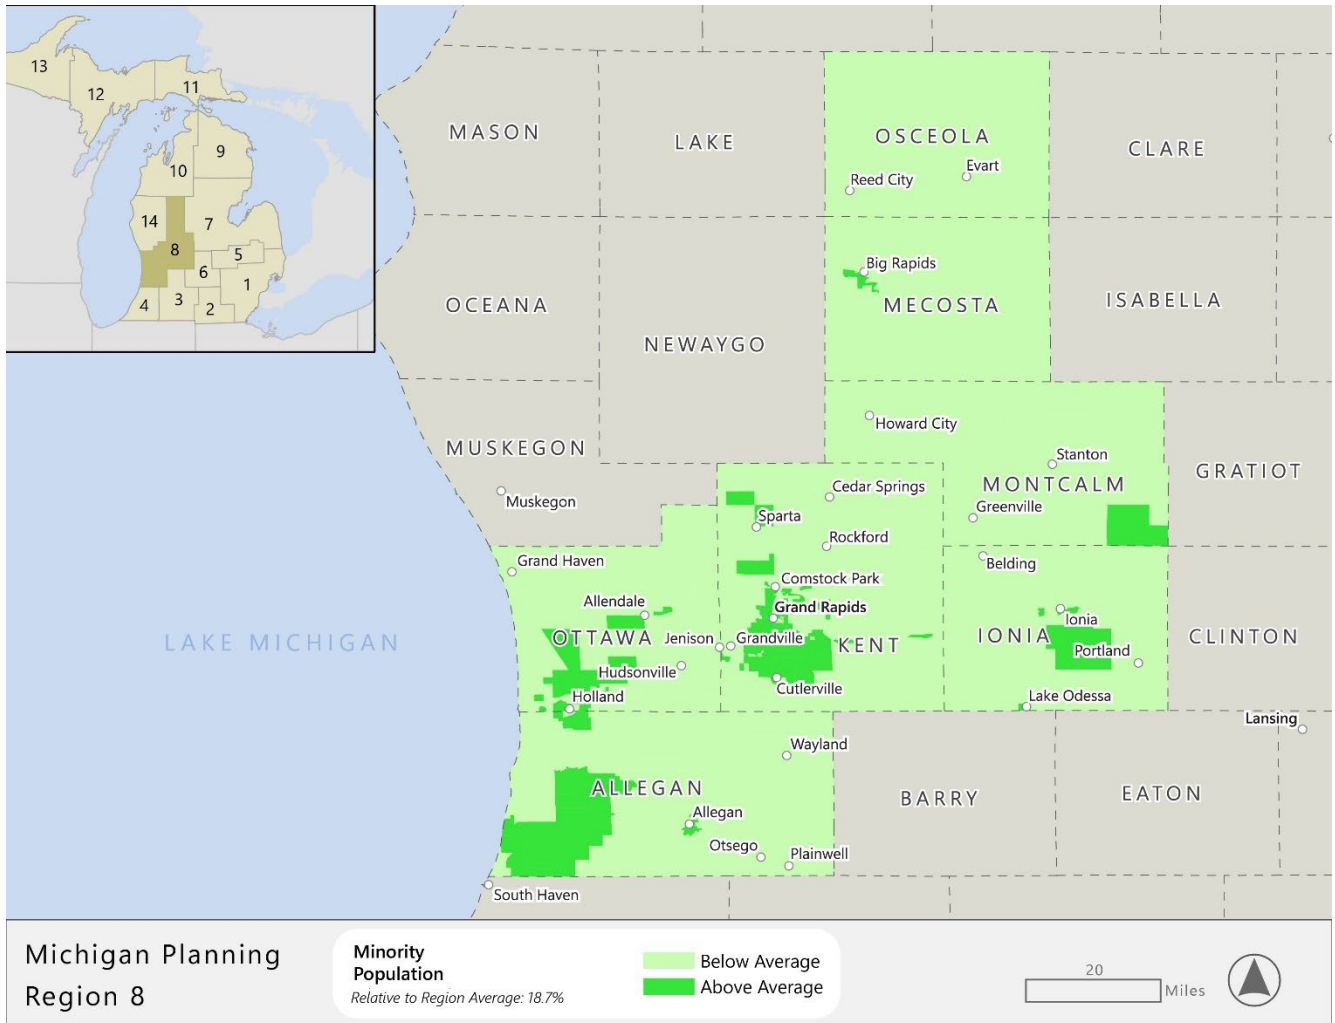 13
12
11
9
10
14
7
8
5
6
1
4
3
2
MASON
LAKE
OSCEOLA
CLARE
Reed City
Evart
Big Rapids
OCEANA
NEWAYGO
MECOSTA
ISABELLA
Howard City
MUSKEGON
Muskegon
Stanton
MONTCALM
GRATIOT
Greenville
Cedar Springs
Sparta
Rockford
Belding
Grand Haven
Comstock Park
Allendale
Grand Rapids
Ionia
LAKE MICHIGAN
OTTAWA
Jenison
Grandville
KENT
IONIA
CLINTON
Portland
Hudsonville
Cutlerville
Holland
Lake Odessa
Lansing
Wayland
ALLEGAN
BARRY
EATON
Allegan
Otsego
Plainwell
South Haven
Michigan Planning
Region 8
Minority
Population
Relative to Region Average: 18.7%
Below Average
Above Average
20
Miles